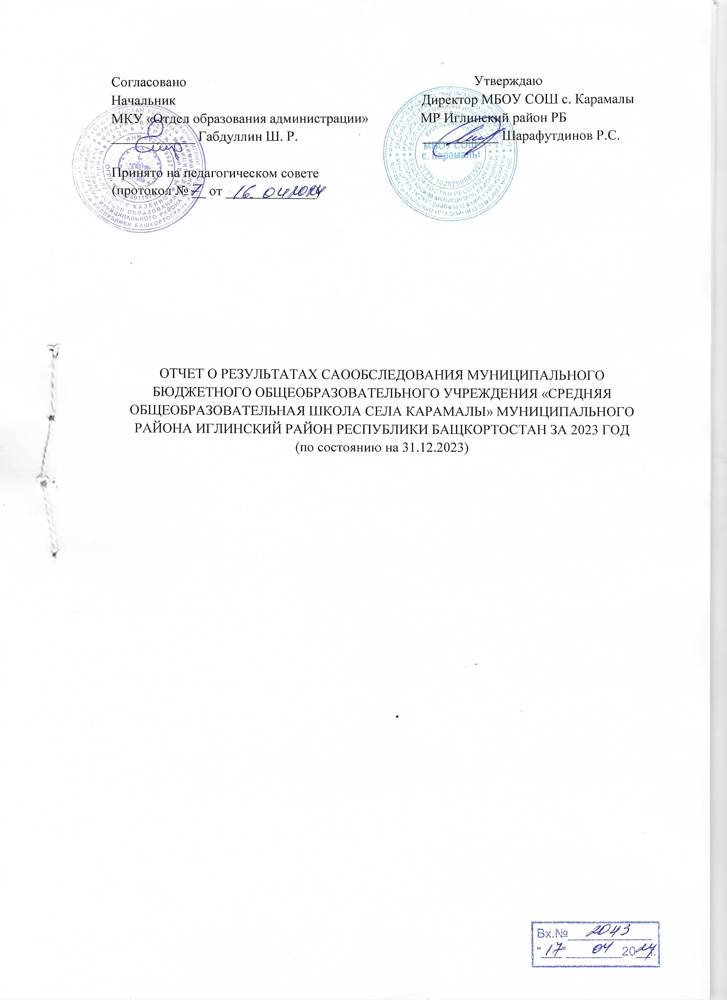 Согласовано
Начальник
МКУ «Отдел образования администрации»
Габдуллин Ш. Р.
Принято на педагогическом совете
(протокол № 7 от 16.04.2024)
Утверждаю
Директор МБОУ СОШ с. Карамалы
МР Иглинский район РБ
Шарафутдинов Р.С.
МБОУ СОШ
с. Карамалы
ОГРН 1020200883922
ОТЧЕТ О РЕЗУЛЬТАТАХ САООБСЛЕДОВАНИЯ МУНИЦИПАЛЬНОГО
БЮДЖЕТНОГО ОБЩЕОБРАЗОВАТЕЛЬНОГО УЧРЕЖДЕНИЯ «СРЕДНЯЯ
ОБЩЕОБРАЗОВАТЕЛЬНАЯ ШКОЛА СЕЛА КАРАМАЛЫ» МУНИЦИПАЛЬНОГО
РАЙОНА ИГЛИНСКИЙ РАЙОН РЕСПУБЛИКИ БАЩКОРТОСТАН ЗА 2023 ГОД
(по состоянию на 31.12.2023)
Вх.№ 2043
“17” 04 2024г.